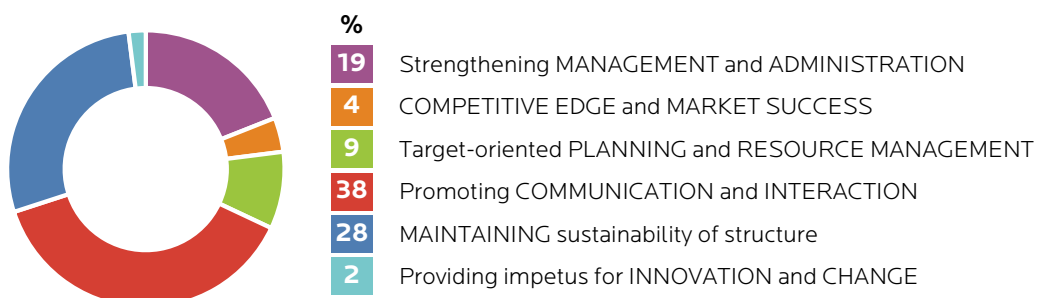 %
19 Strengthening MANAGEMENT and ADMINISTRATION
4 COMPETITIVE EDGE and MARKET SUCCESS
9 Target-oriented PLANNING and RESOURCE MANAGEMENT
38 Promoting COMMUNICATION and INTERACTION
28 MAINTAINING sustainability of structure
2 Providing impetus for INNOVATION and CHANGE